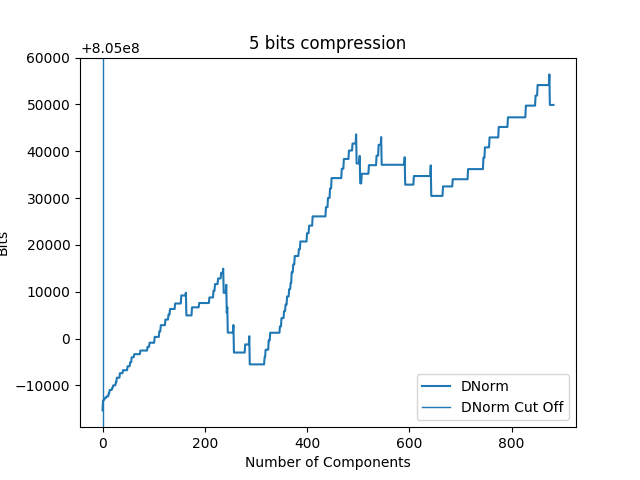 5 bits compression
+8.05e8
60000
50000
40000
30000
20000
10000
0
−10000
Bits
0 200 400 600 800
Number of Components
DNorm
DNorm Cut Off